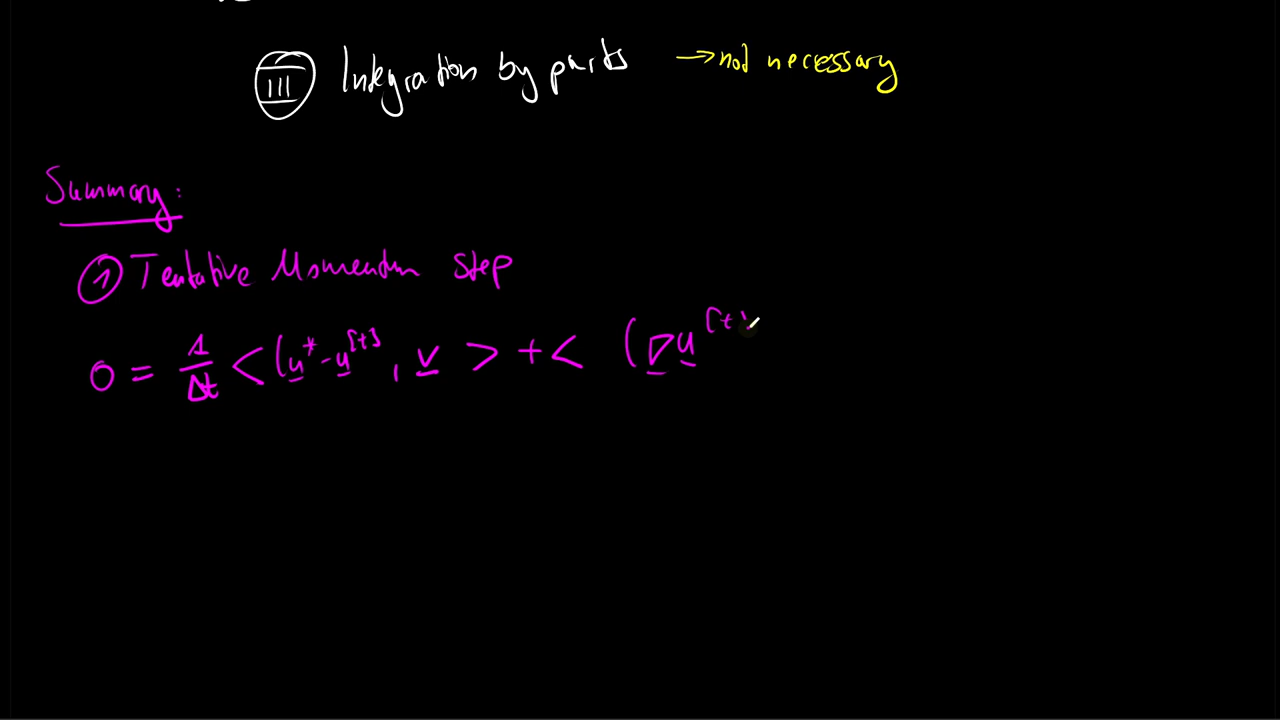 III Integration by parts → not necessary
Summary:
1 Tentative Momentum Step
0 = 1/Δt <(u* - u^[t], v> + < (∇u^[t]